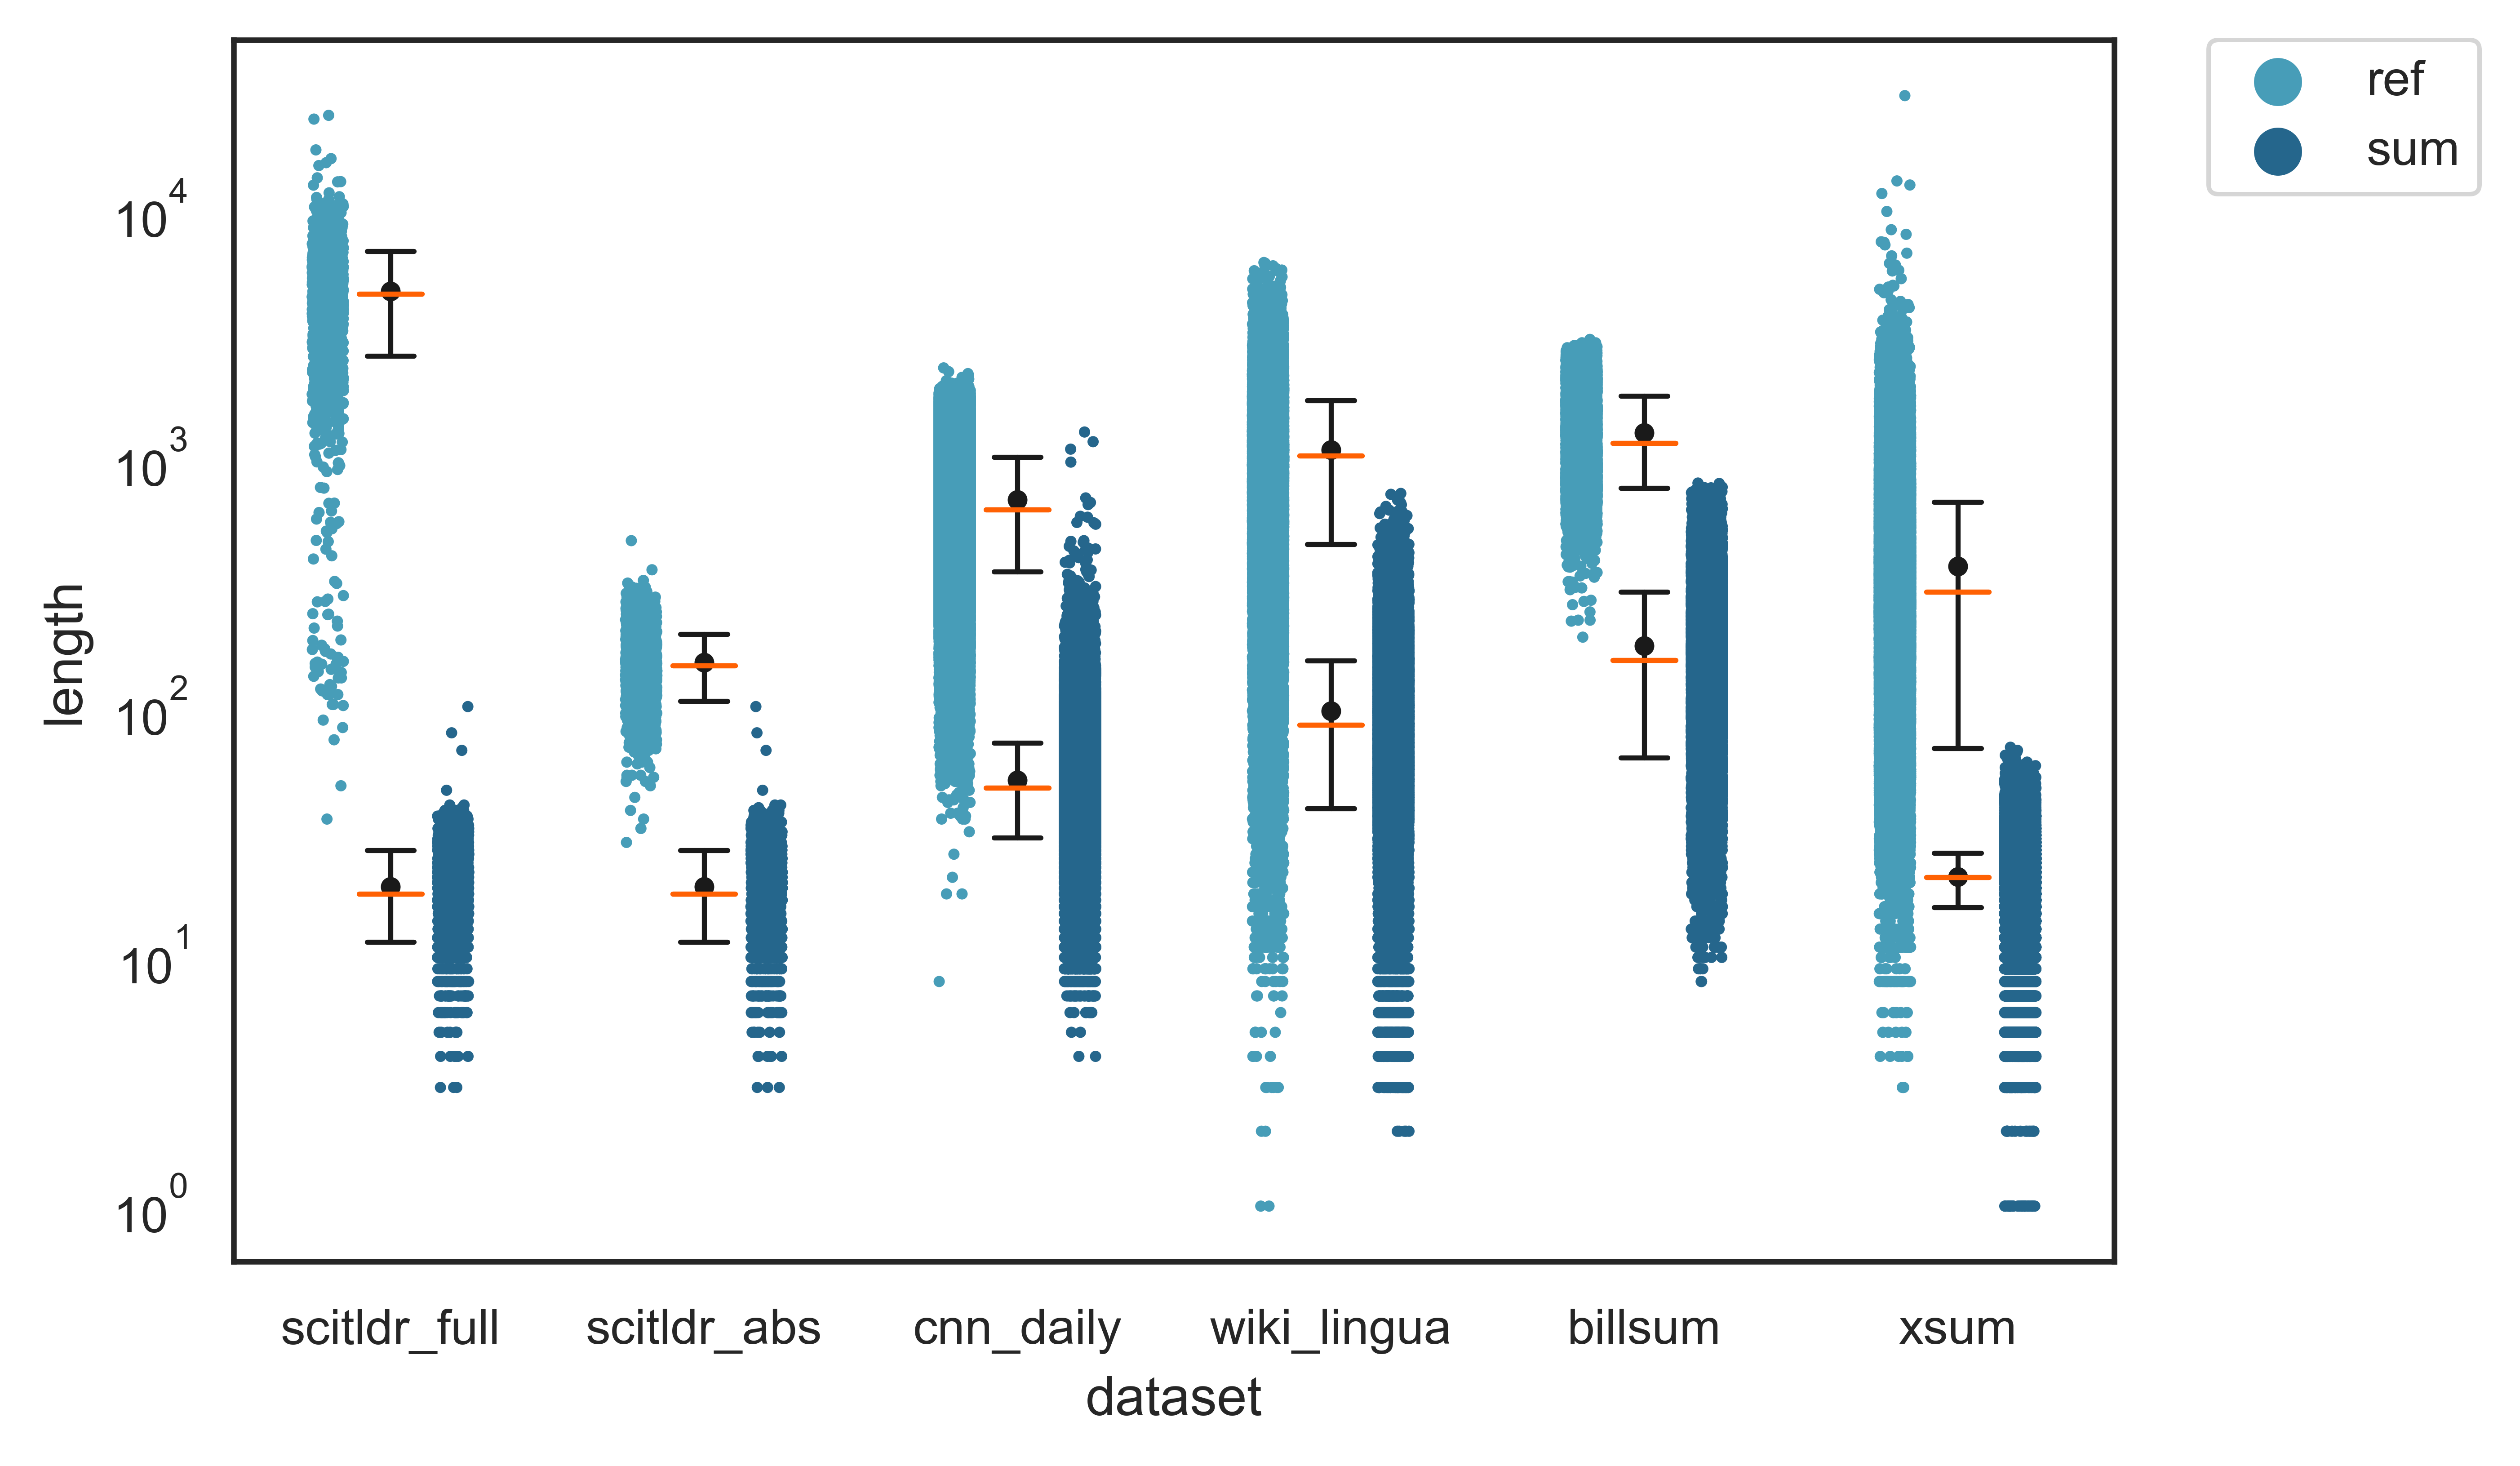 ref
sum
10^4
10^3
10^2
10^1
10^0
length
scitldr_full
scitldr_abs
cnn_daily
wiki_lingua
billsum
xsum
dataset